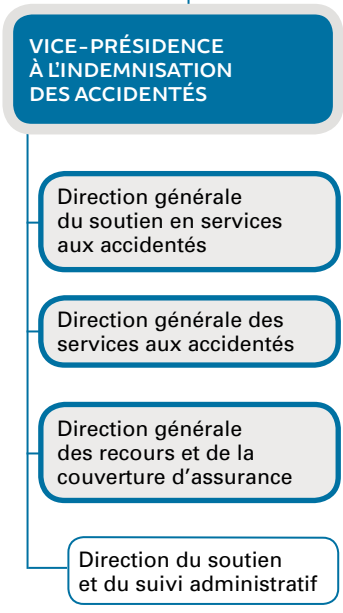 VICE-PRÉSIDENCE
À L'INDEMNISATION
DES ACCIDENTÉS
Direction générale
du soutien en services
aux accidentés
Direction générale des
services aux accidentés
Direction générale
des recours et de la
couverture d'assurance
Direction du soutien
et du suivi administratif